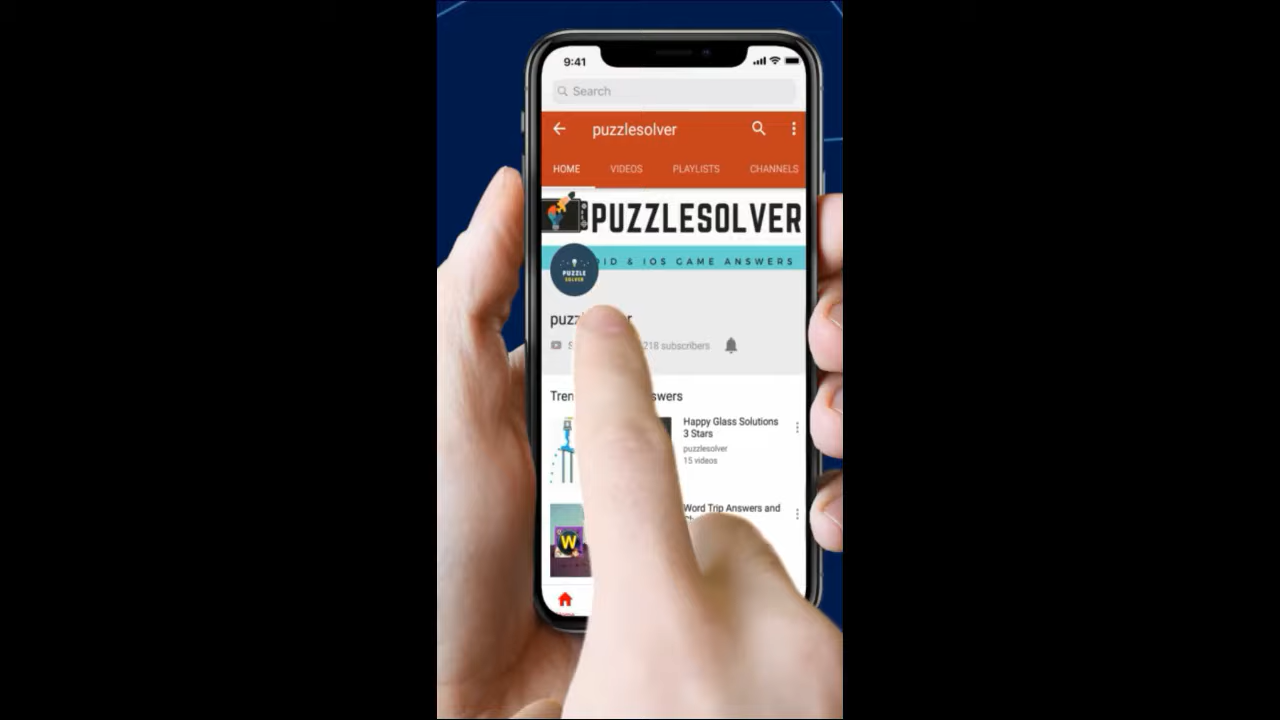 9:41
Search
puzzlesolver
HOME VIDEOS PLAYLISTS CHANNELS
PUZZLESOLVER
& IOS GAME ANSWERS
PUZZLE
SOLVER
218 subscribers
Happy Glass Solutions
3 Stars
puzzlesolver
15 videos
Word Trip Answers and
W